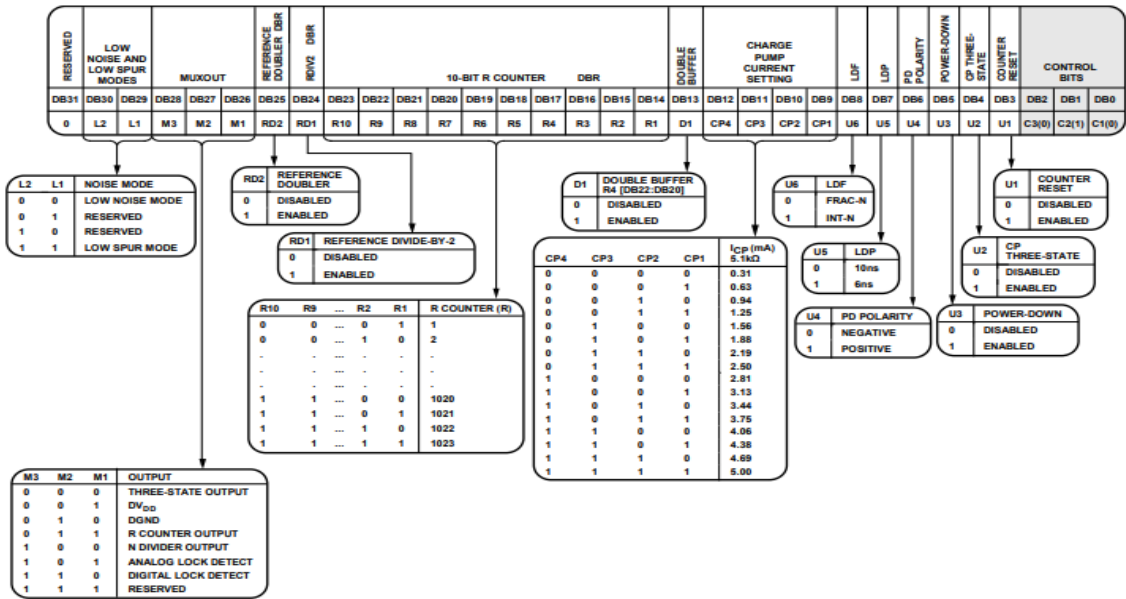 RESERVED
LOW NOISE AND LOW SPUR MODES
MUXOUT
REFERENCE DOUBLER DBR
RDIV2 DBR
10-BIT R COUNTER DBR
DOUBLE BUFFER
CHARGE PUMP CURRENT SETTING
LDF
LDP
PD POLARITY
POWER-DOWN
CP THREE-STATE
COUNTER RESET
CONTROL BITS
DB31 DB30 DB29 DB28 DB27 DB26 DB25 DB24 DB23 DB22 DB21 DB20 DB19 DB18 DB17 DB16 DB15 DB14 DB13 DB12 DB11 DB10 DB9 DB8 DB7 DB6 DB5 DB4 DB3 DB2 DB1 DB0
0 L2 L1 M3 M2 M1 RD2 RD1 R10 R9 R8 R7 R6 R5 R4 R3 R2 R1 D1 CP4 CP3 CP2 CP1 U6 U5 U4 U3 U2 U1 C3(0) C2(1) C1(0)
L2 L1 NOISE MODE
0 0 LOW NOISE MODE
0 1 RESERVED
1 0 RESERVED
1 1 LOW SPUR MODE
RD2 REFERENCE DOUBLER
0 DISABLED
1 ENABLED
RD1 REFERENCE DIVIDE-BY-2
0 DISABLED
1 ENABLED
R10 R9 ... R2 R1 R COUNTER (R)
0 0 ... 0 1 1
0 0 ... 1 0 2
. . ... . . .
. . ... . . .
. . ... . . .
1 1 ... 0 0 1020
1 1 ... 0 1 1021
1 1 ... 1 0 1022
1 1 ... 1 1 1023
D1 DOUBLE BUFFER R4 [DB22:DB20]
0 DISABLED
1 ENABLED
CP4 CP3 CP2 CP1 ICP (mA) 5.1kΩ
0 0 0 0 0.31
0 0 0 1 0.63
0 0 1 0 0.94
0 0 1 1 1.25
0 1 0 0 1.56
0 1 0 1 1.88
0 1 1 0 2.19
0 1 1 1 2.50
1 0 0 0 2.81
1 0 0 1 3.13
1 0 1 0 3.44
1 0 1 1 3.75
1 1 0 0 4.06
1 1 0 1 4.38
1 1 1 0 4.69
1 1 1 1 5.00
U6 LDF
0 FRAC-N
1 INT-N
U5 LDP
0 10ns
1 6ns
U4 PD POLARITY
0 NEGATIVE
1 POSITIVE
U3 POWER-DOWN
0 DISABLED
1 ENABLED
U2 CP THREE-STATE
0 DISABLED
1 ENABLED
U1 COUNTER RESET
0 DISABLED
1 ENABLED
M3 M2 M1 OUTPUT
0 0 0 THREE-STATE OUTPUT
0 0 1 DVDD
0 1 0 DGND
0 1 1 R COUNTER OUTPUT
1 0 0 N DIVIDER OUTPUT
1 0 1 ANALOG LOCK DETECT
1 1 0 DIGITAL LOCK DETECT
1 1 1 RESERVED